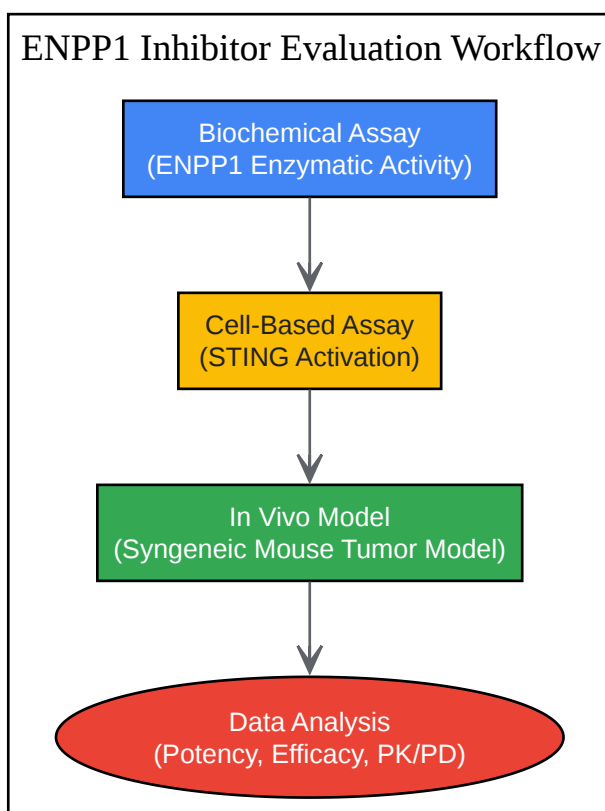 ENPP1 Inhibitor Evaluation Workflow
Biochemical Assay
(ENPP1 Enzymatic Activity)
Cell-Based Assay
(STING Activation)
In Vivo Model
(Syngeneic Mouse Tumor Model)
Data Analysis
(Potency, Efficacy, PK/PD)